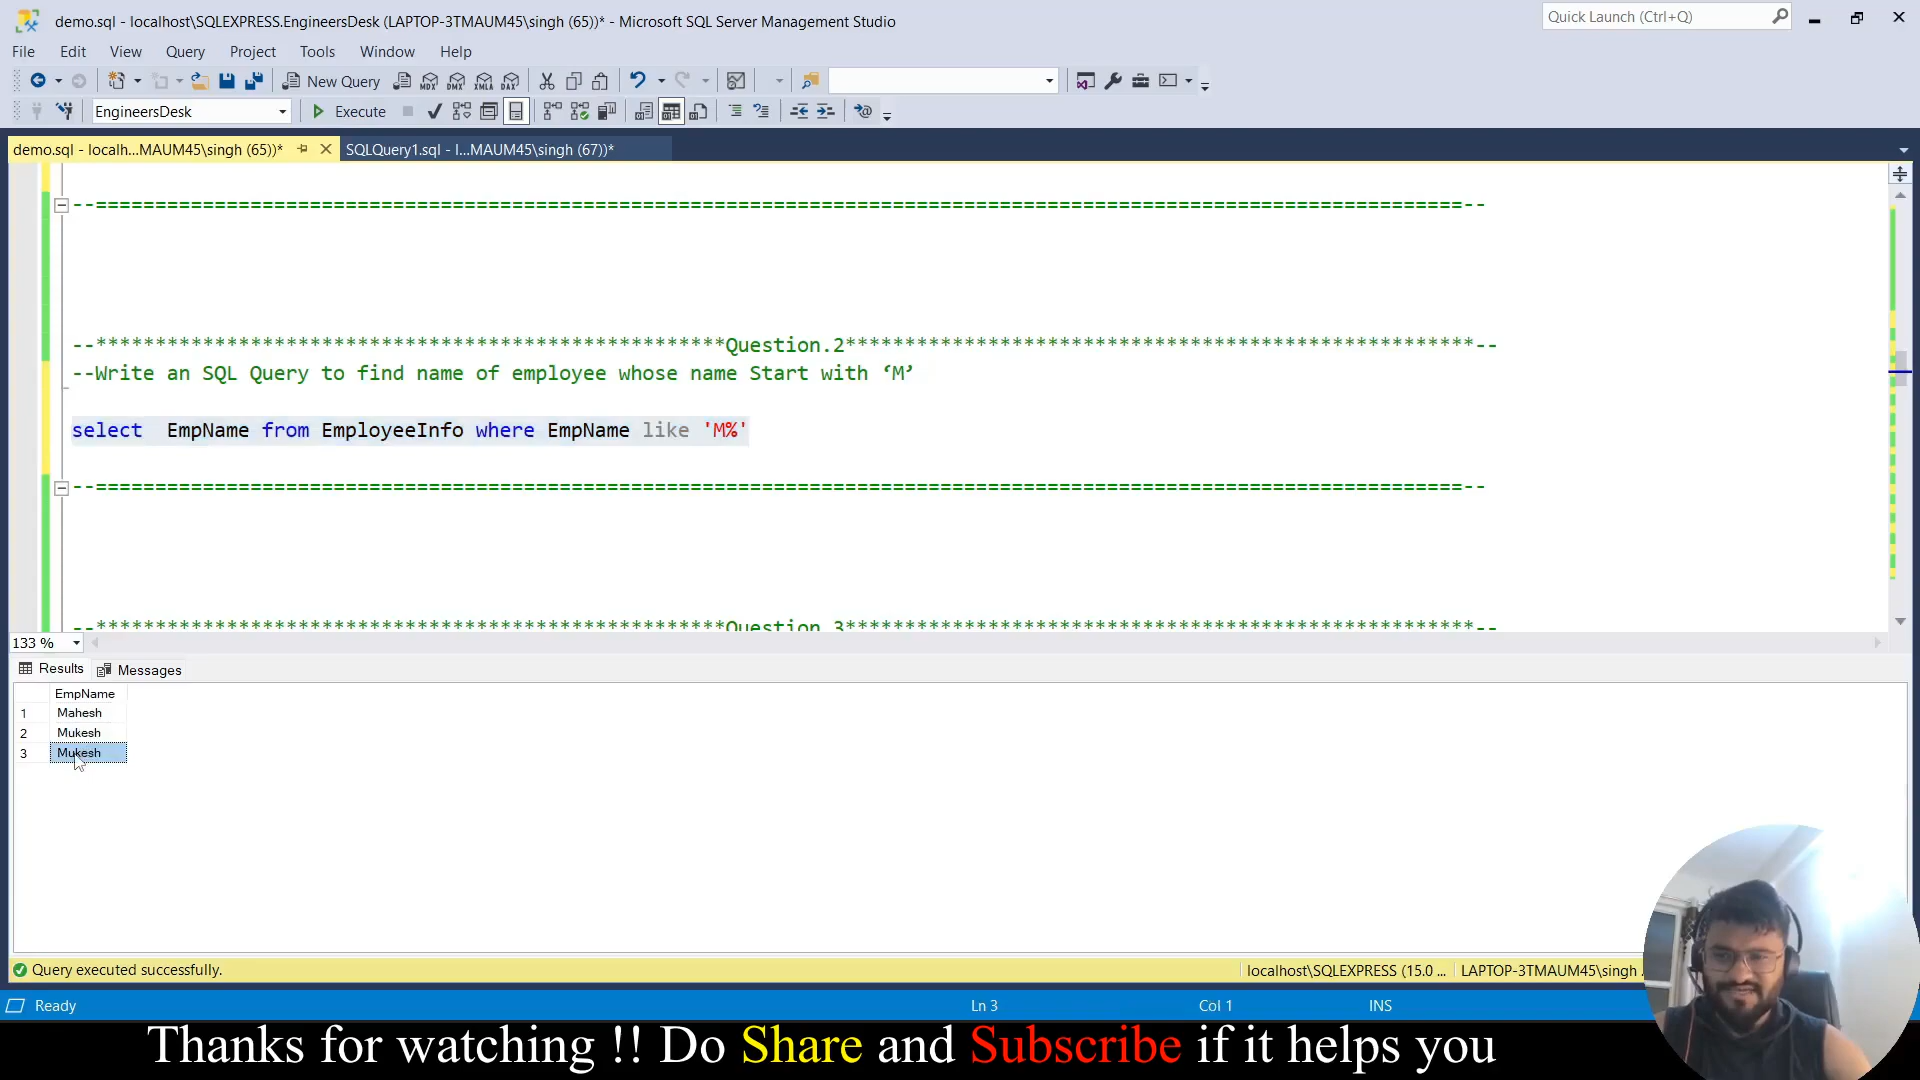 demo.sql - localhost\SQLEXPRESS.EngineersDesk (LAPTOP-3TMAUM45\singh (65))* - Microsoft SQL Server Management Studio
Quick Launch (Ctrl+Q)
File Edit View Query Project Tools Window Help
New Query MDX DMX XMLA DAX
EngineersDesk Execute
demo.sql - localh...MAUM45\singh (65))* SQLQuery1.sql - l...MAUM45\singh (67))*
--===================================================================================================================--
--*****************************************************Question.2*****************************************************--
--Write an SQL Query to find name of employee whose name Start with ‘M’
select  EmpName from EmployeeInfo where EmpName like 'M%'
--===================================================================================================================--
--*****************************************************Question 3*****************************************************--
133 %
Results Messages
EmpName
1 Mahesh
2 Mukesh
3 Mukesh
Query executed successfully. localhost\SQLEXPRESS (15.0 ... LAPTOP-3TMAUM45\singh
Ready Ln 3 Col 1 INS
Thanks for watching !! Do Share and Subscribe if it helps you